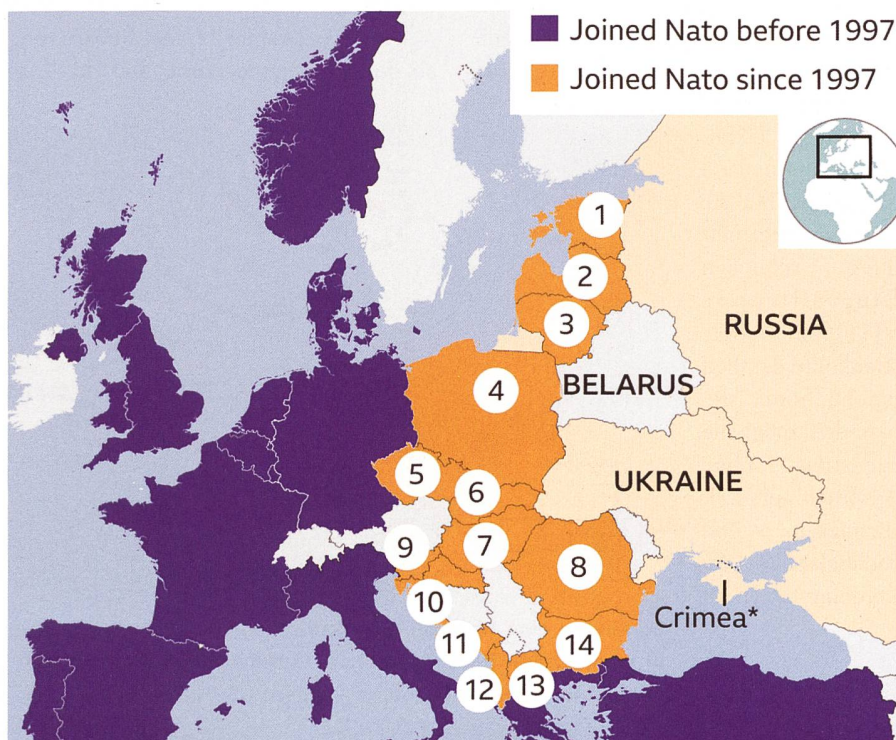 Joined Nato before 1997
Joined Nato since 1997
1
2
3
RUSSIA
4
BELARUS
5
6
UKRAINE
9
7
8
10
Crimea*
11
14
12
13